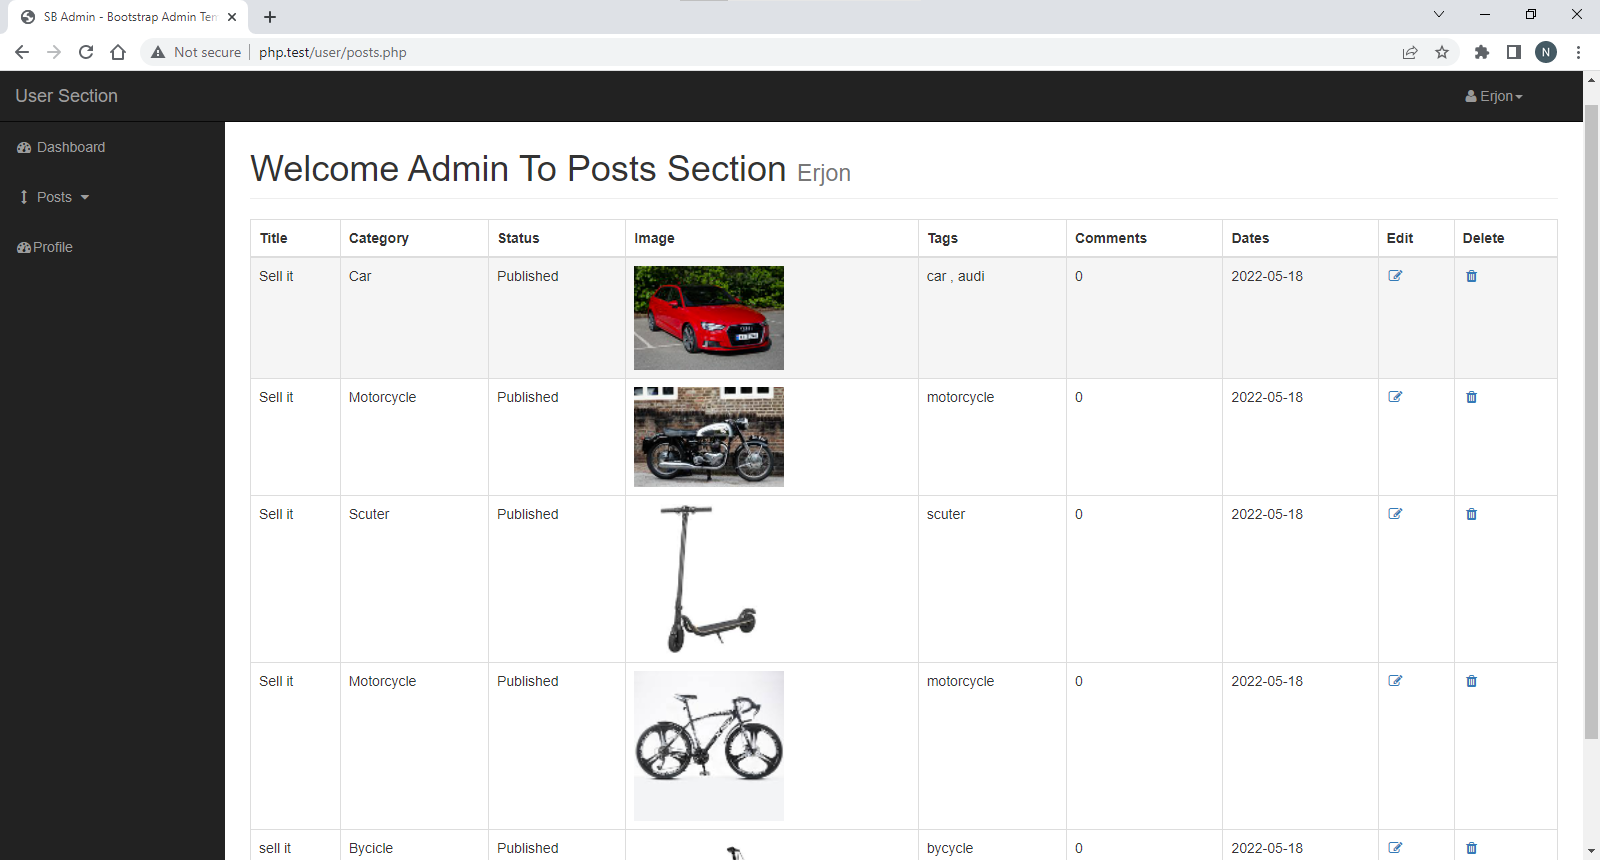 SB Admin - Bootstrap Admin Tem
Not secure php.test/user/posts.php
N
User Section
Erjon
Dashboard
Posts
Profile
Welcome Admin To Posts Section Erjon
Title Category Status Image Tags Comments Dates Edit Delete
Sell it Car Published car , audi 0 2022-05-18
Sell it Motorcycle Published motorcycle 0 2022-05-18
Sell it Scuter Published scuter 0 2022-05-18
Sell it Motorcycle Published motorcycle 0 2022-05-18
sell it Bycicle Published bycycle 0 2022-05-18